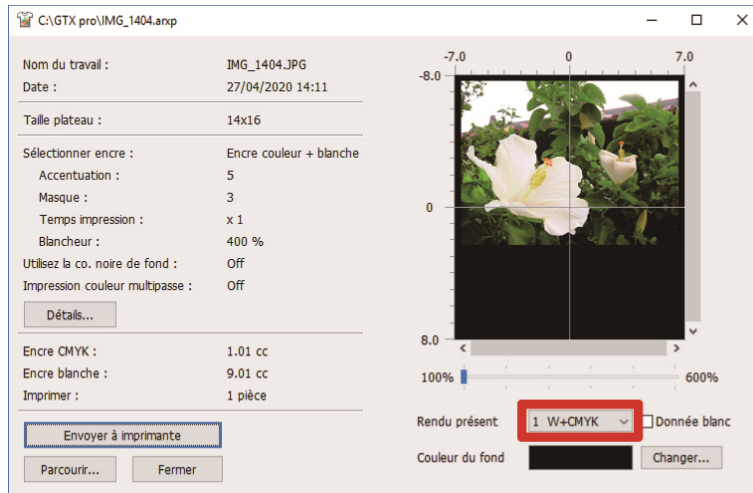 C:\GTX pro\IMG_1404.arxp
Nom du travail : IMG_1404.JPG
Date : 27/04/2020 14:11
Taille plateau : 14x16
Sélectionner encre : Encre couleur + blanche
Accentuation : 5
Masque : 3
Temps impression : x 1
Blancheur : 400 %
Utilisez la co. noire de fond : Off
Impression couleur multipasse : Off
Détails...
Encre CMYK : 1.01 cc
Encre blanche : 9.01 cc
Imprimer : 1 pièce
Envoyer à imprimante
Parcourir... Fermer
-7.0 0 7.0
-8.0
0
8.0
100% 600%
Rendu présent 1 W+CMYK Donnée blanc
Couleur du fond Changer...